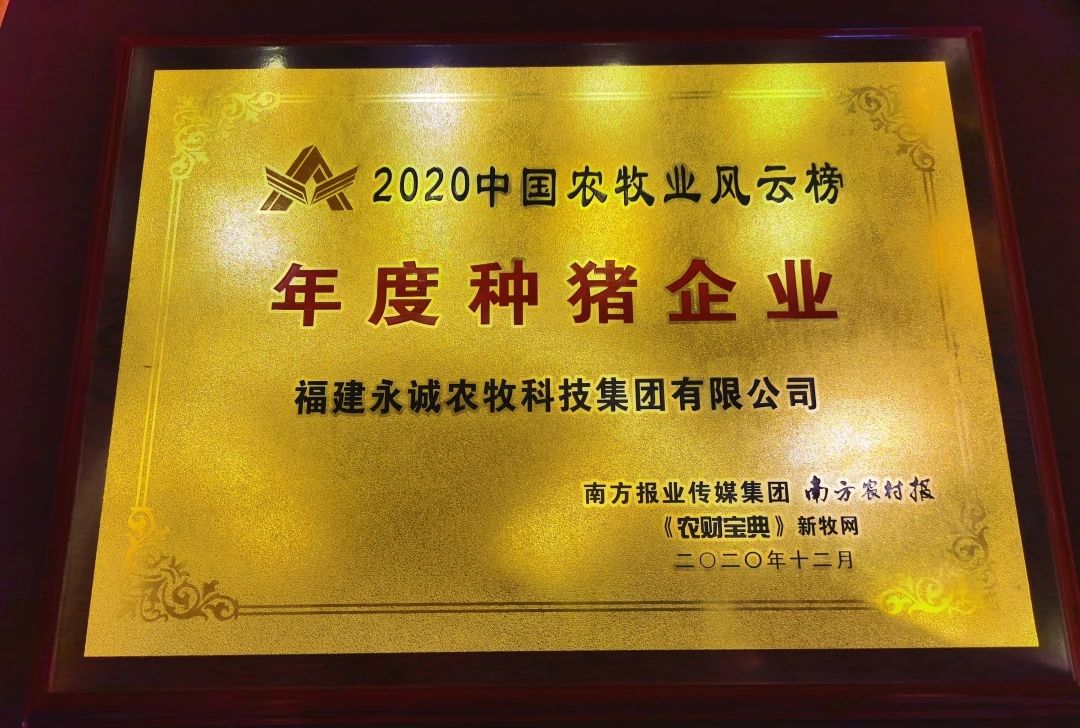 2020中国农牧业风云榜
年度种猪企业
福建永诚农牧科技集团有限公司
南方报业传媒集团 南方农村报
《农财宝典》新牧网
二〇二〇年十二月